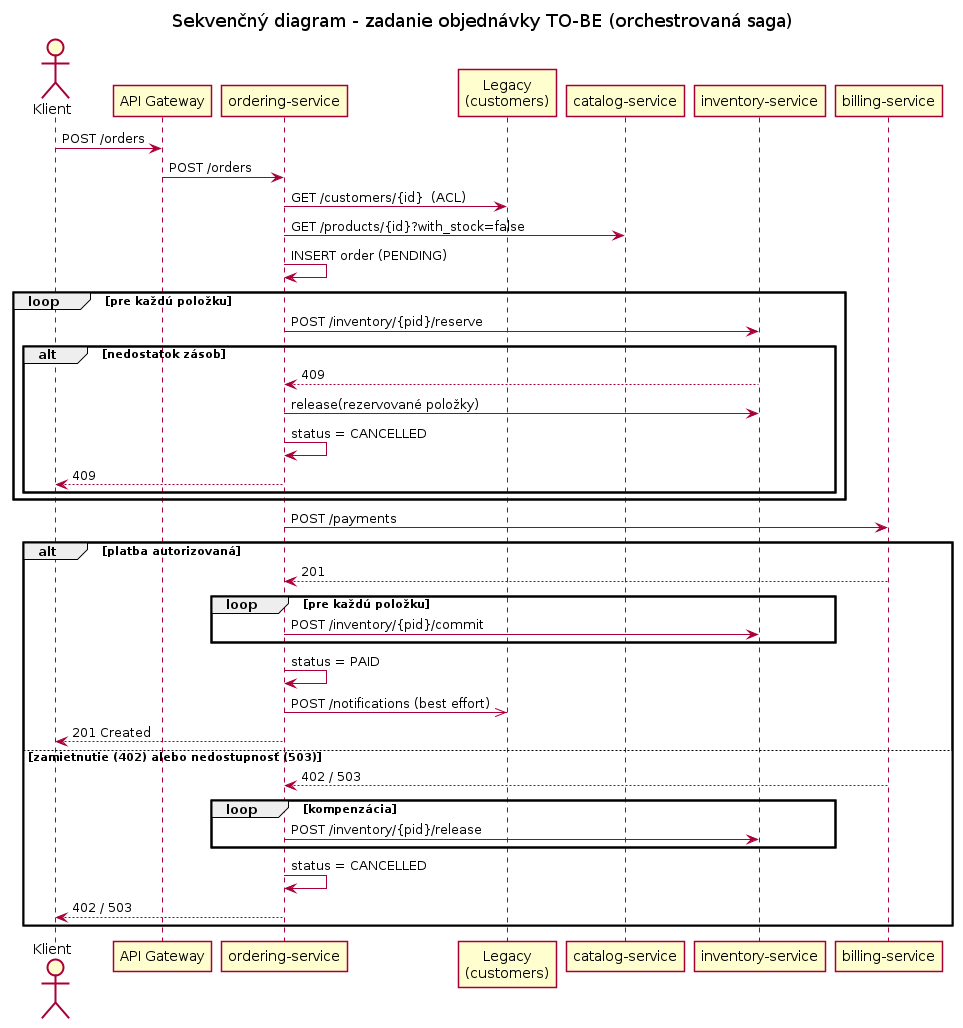 Sekvenčný diagram - zadanie objednávky TO-BE (orchestrovaná saga)
Klient
API Gateway
ordering-service
Legacy
(customers)
catalog-service
inventory-service
billing-service
POST /orders
POST /orders
GET /customers/{id}  (ACL)
GET /products/{id}?with_stock=false
INSERT order (PENDING)
loop [pre každú položku]
POST /inventory/{pid}/reserve
alt [nedostatok zásob]
409
release(rezervované položky)
status = CANCELLED
409
POST /payments
alt [platba autorizovaná]
201
loop [pre každú položku]
POST /inventory/{pid}/commit
status = PAID
POST /notifications (best effort)
201 Created
[zamietnutie (402) alebo nedostupnosť (503)]
402 / 503
loop [kompenzácia]
POST /inventory/{pid}/release
status = CANCELLED
402 / 503
Klient
API Gateway
ordering-service
Legacy
(customers)
catalog-service
inventory-service
billing-service